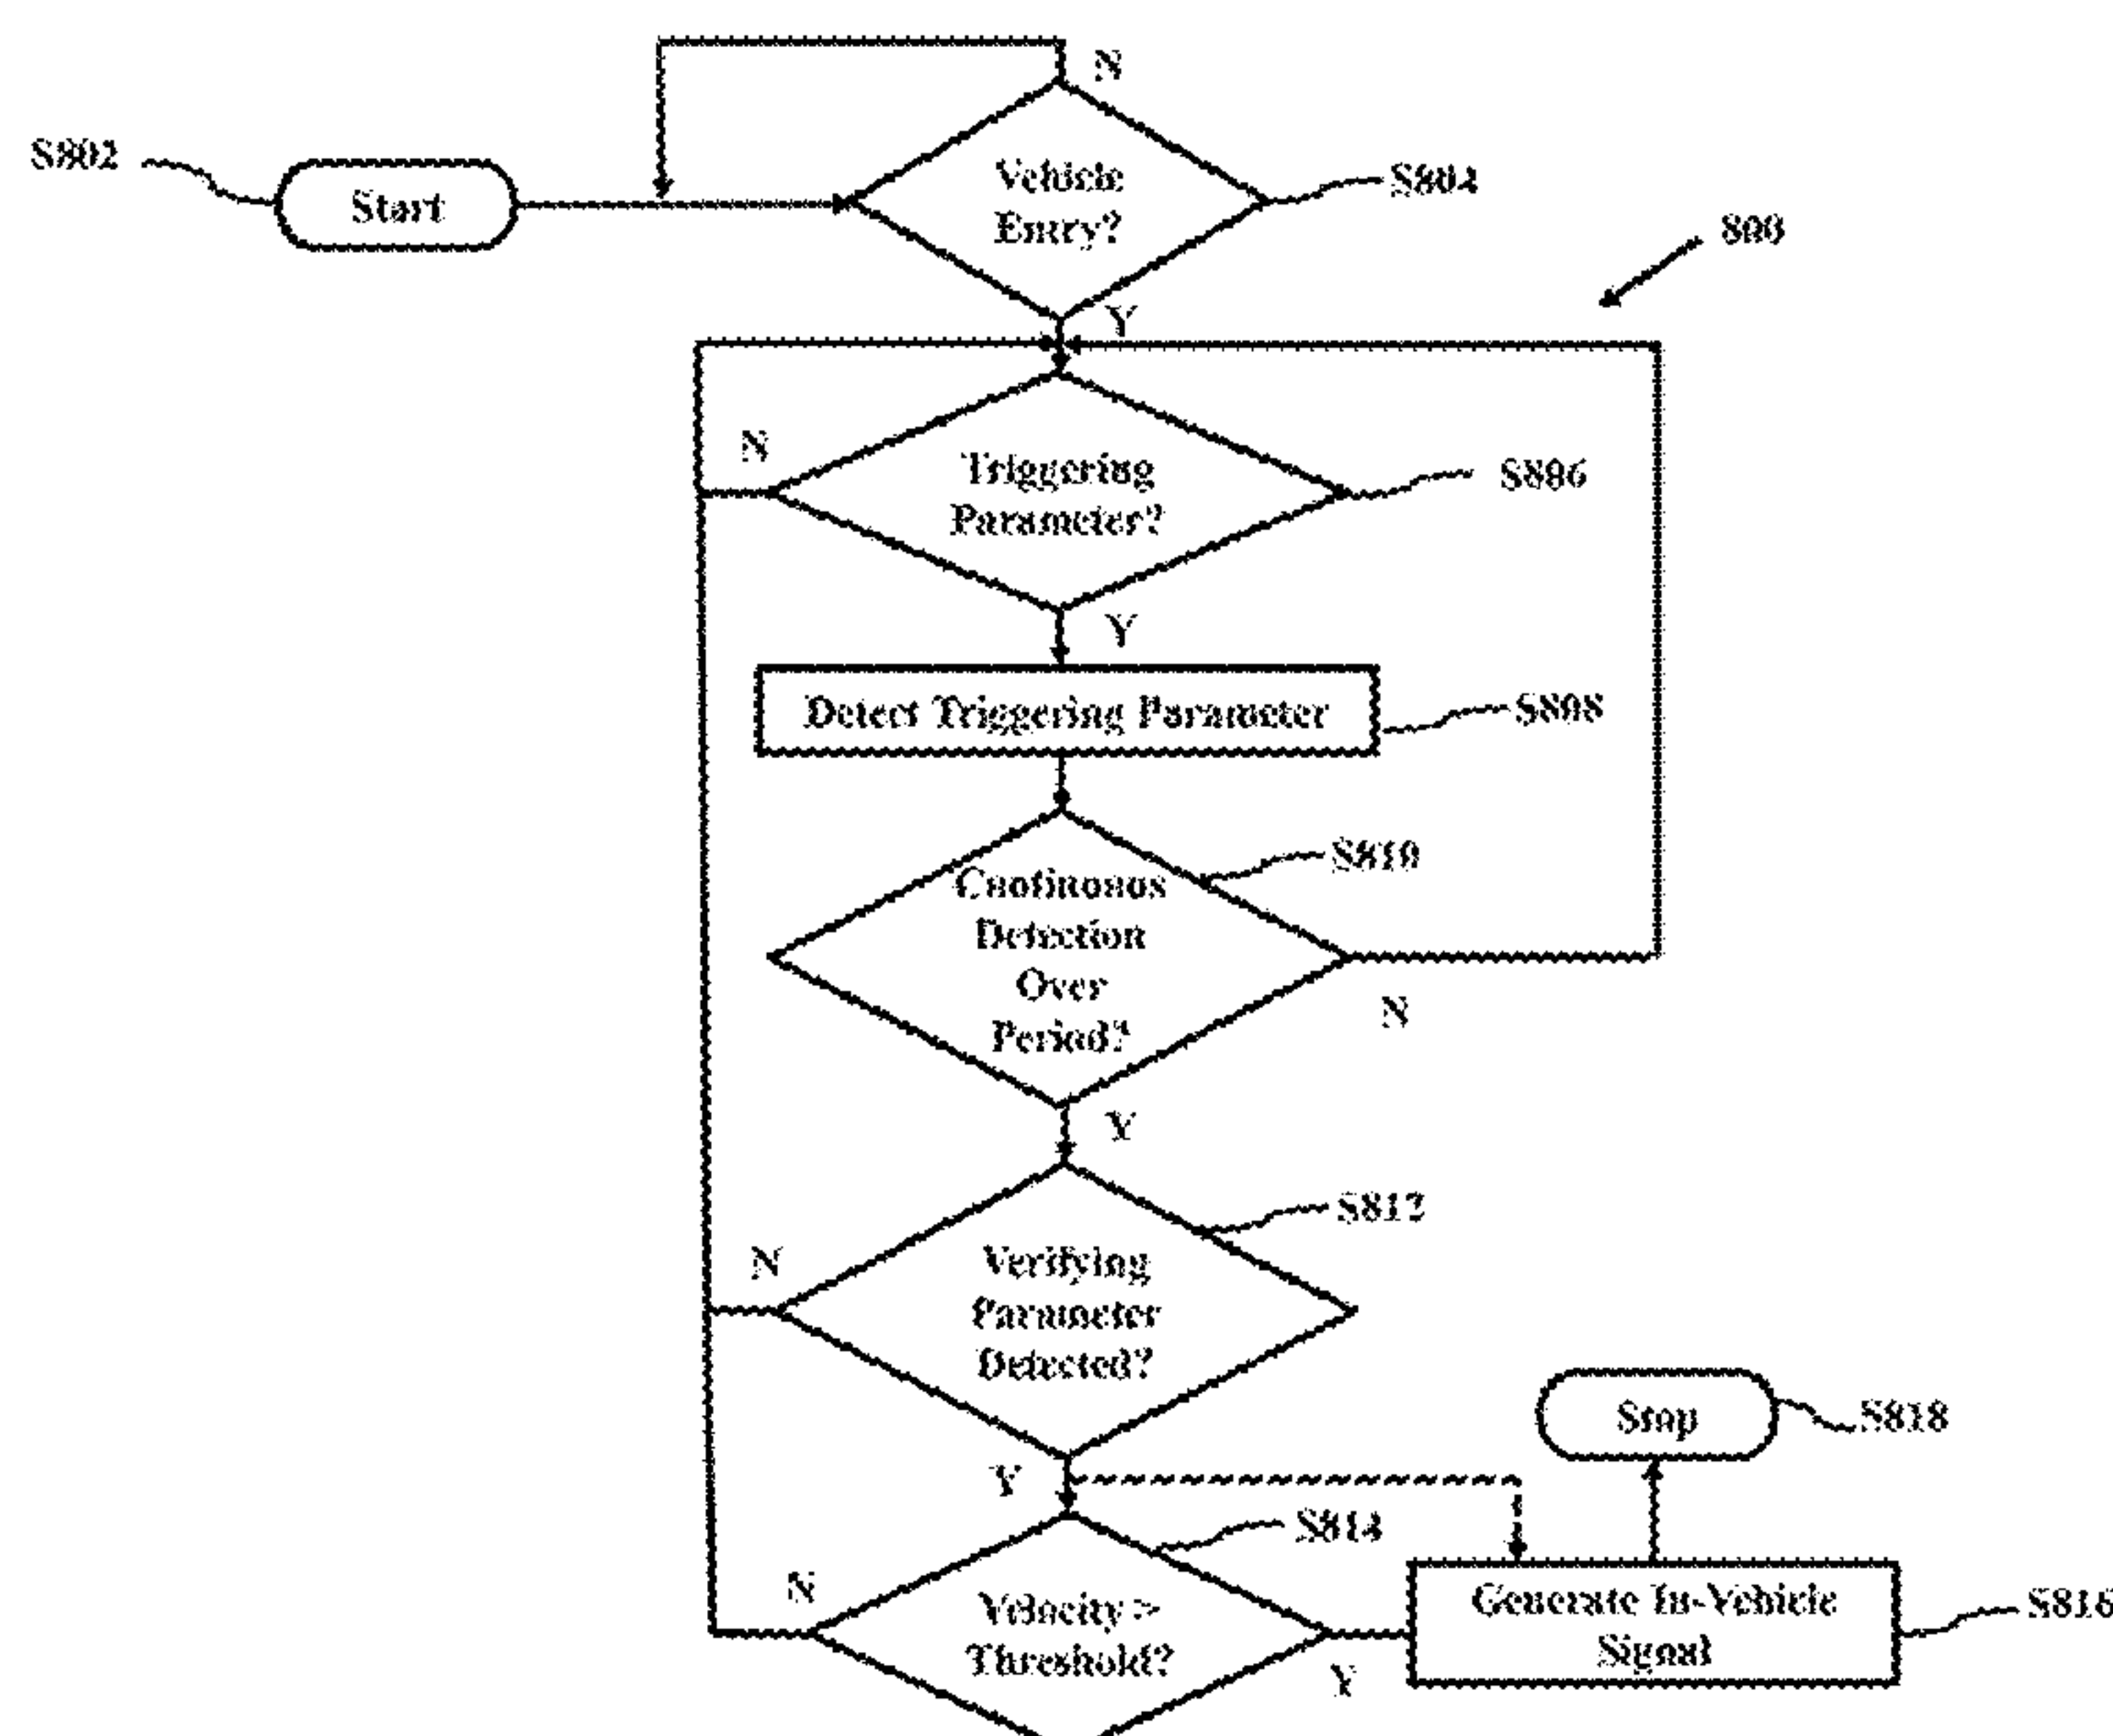 N
S802
Start
Vehicle
Entry?
S804
800
Y
N
Triggering
Parameter?
S806
Y
Detect Triggering Parameter
S808
S810
Continuous
Detection
Over
Period?
N
Y
S812
N
Verifying
Parameter
Detected?
Stop
S818
Y
S814
N
Velocity >
Threshold?
Y
Generate In-Vehicle
Signal
S816